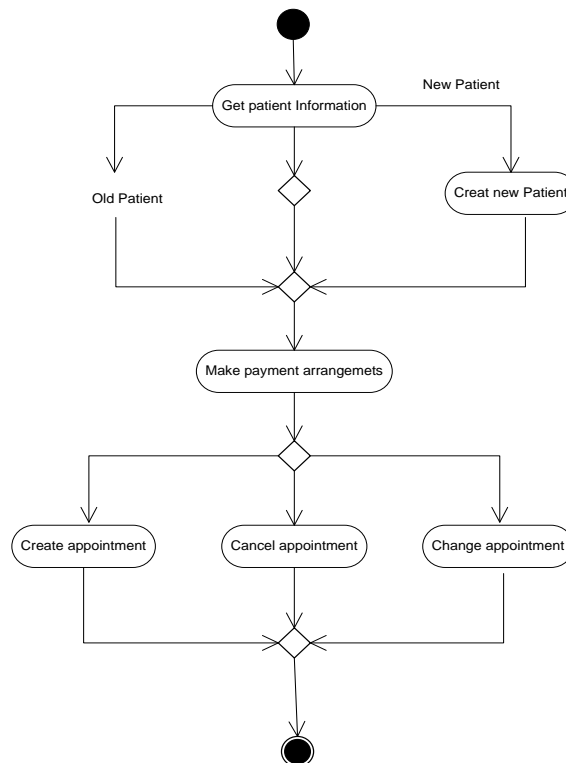 New Patient
Get patient Information
Old Patient
Creat new Patient
Make payment arrangemets
Create appointment
Cancel appointment
Change appointment